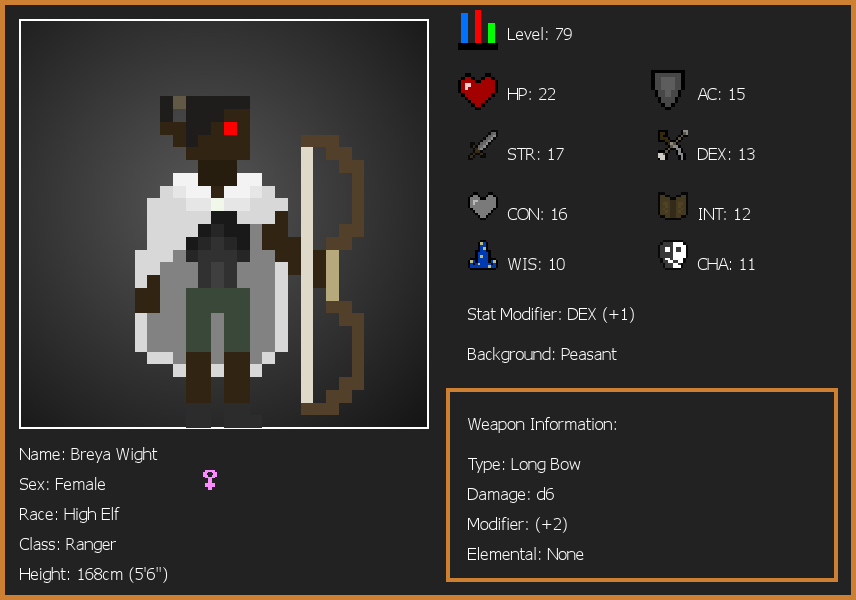 Level: 79
HP: 22
AC: 15
STR: 17
DEX: 13
CON: 16
INT: 12
WIS: 10
CHA: 11
Stat Modifier: DEX (+1)
Background: Peasant
Weapon Information:
Type: Long Bow
Damage: d6
Modifier: (+2)
Elemental: None
Name: Breya Wight
Sex: Female
Race: High Elf
Class: Ranger
Height: 168cm (5'6")